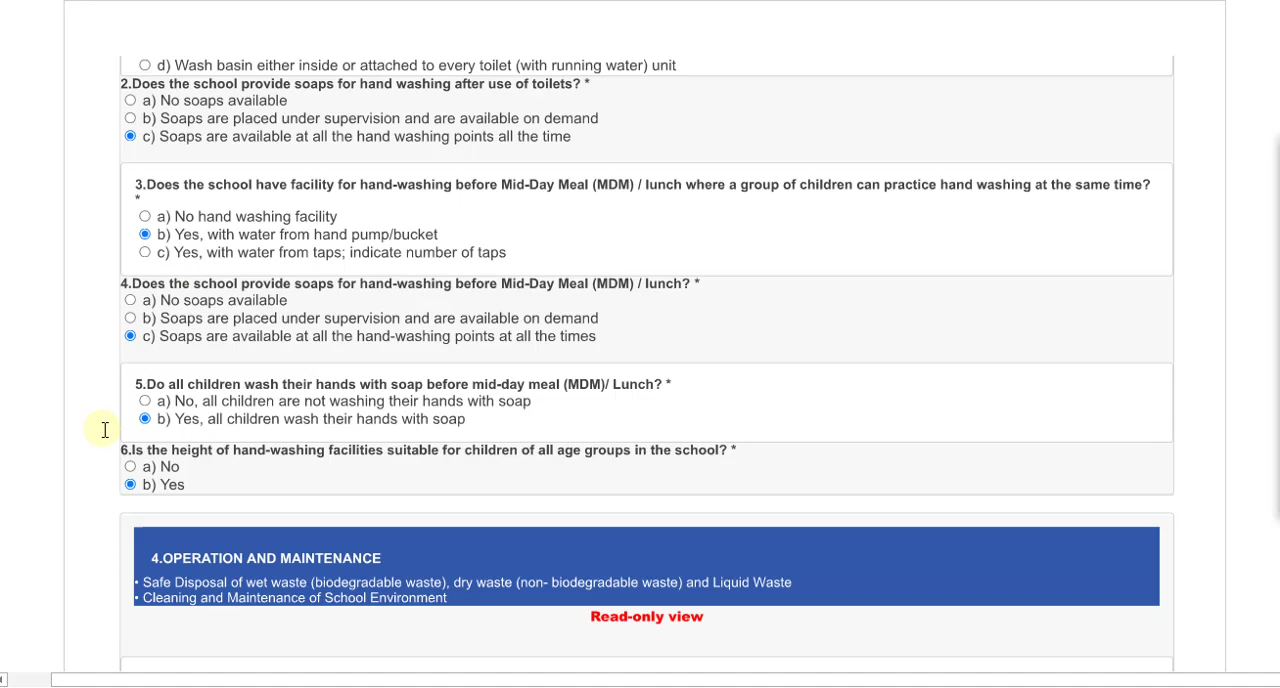 d) Wash basin either inside or attached to every toilet (with running water) unit
2.Does the school provide soaps for hand washing after use of toilets? *
a) No soaps available
b) Soaps are placed under supervision and are available on demand
c) Soaps are available at all the hand washing points all the time
3.Does the school have facility for hand-washing before Mid-Day Meal (MDM) / lunch where a group of children can practice hand washing at the same time?
*
a) No hand washing facility
b) Yes, with water from hand pump/bucket
c) Yes, with water from taps; indicate number of taps
4.Does the school provide soaps for hand-washing before Mid-Day Meal (MDM) / lunch? *
a) No soaps available
b) Soaps are placed under supervision and are available on demand
c) Soaps are available at all the hand-washing points at all the times
5.Do all children wash their hands with soap before mid-day meal (MDM)/ Lunch? *
a) No, all children are not washing their hands with soap
b) Yes, all children wash their hands with soap
6.Is the height of hand-washing facilities suitable for children of all age groups in the school? *
a) No
b) Yes
4.OPERATION AND MAINTENANCE
• Safe Disposal of wet waste (biodegradable waste), dry waste (non- biodegradable waste) and Liquid Waste
• Cleaning and Maintenance of School Environment
Read-only view